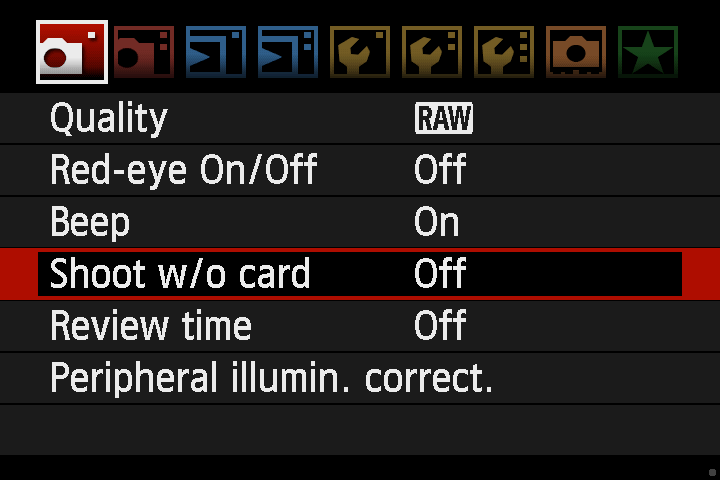 Quality RAW
Red-eye On/Off Off
Beep On
Shoot w/o card Off
Review time Off
Peripheral illumin. correct.